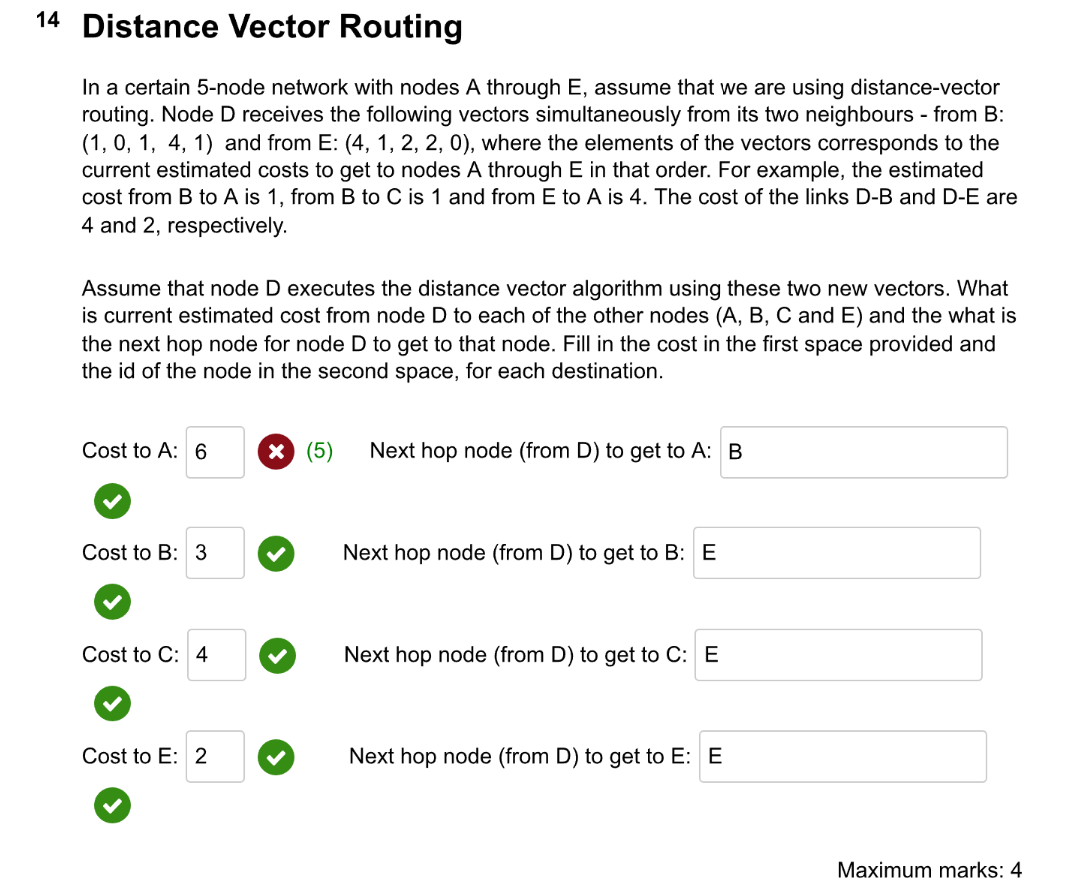 14 Distance Vector Routing
In a certain 5-node network with nodes A through E, assume that we are using distance-vector
routing. Node D receives the following vectors simultaneously from its two neighbours - from B:
(1, 0, 1,  4, 1)  and from E: (4, 1, 2, 2, 0), where the elements of the vectors corresponds to the
current estimated costs to get to nodes A through E in that order. For example, the estimated
cost from B to A is 1, from B to C is 1 and from E to A is 4. The cost of the links D-B and D-E are
4 and 2, respectively.
Assume that node D executes the distance vector algorithm using these two new vectors. What
is current estimated cost from node D to each of the other nodes (A, B, C and E) and the what is
the next hop node for node D to get to that node. Fill in the cost in the first space provided and
the id of the node in the second space, for each destination.
Cost to A: 6 (5) Next hop node (from D) to get to A: B
Cost to B: 3 Next hop node (from D) to get to B: E
Cost to C: 4 Next hop node (from D) to get to C: E
Cost to E: 2 Next hop node (from D) to get to E: E
Maximum marks: 4